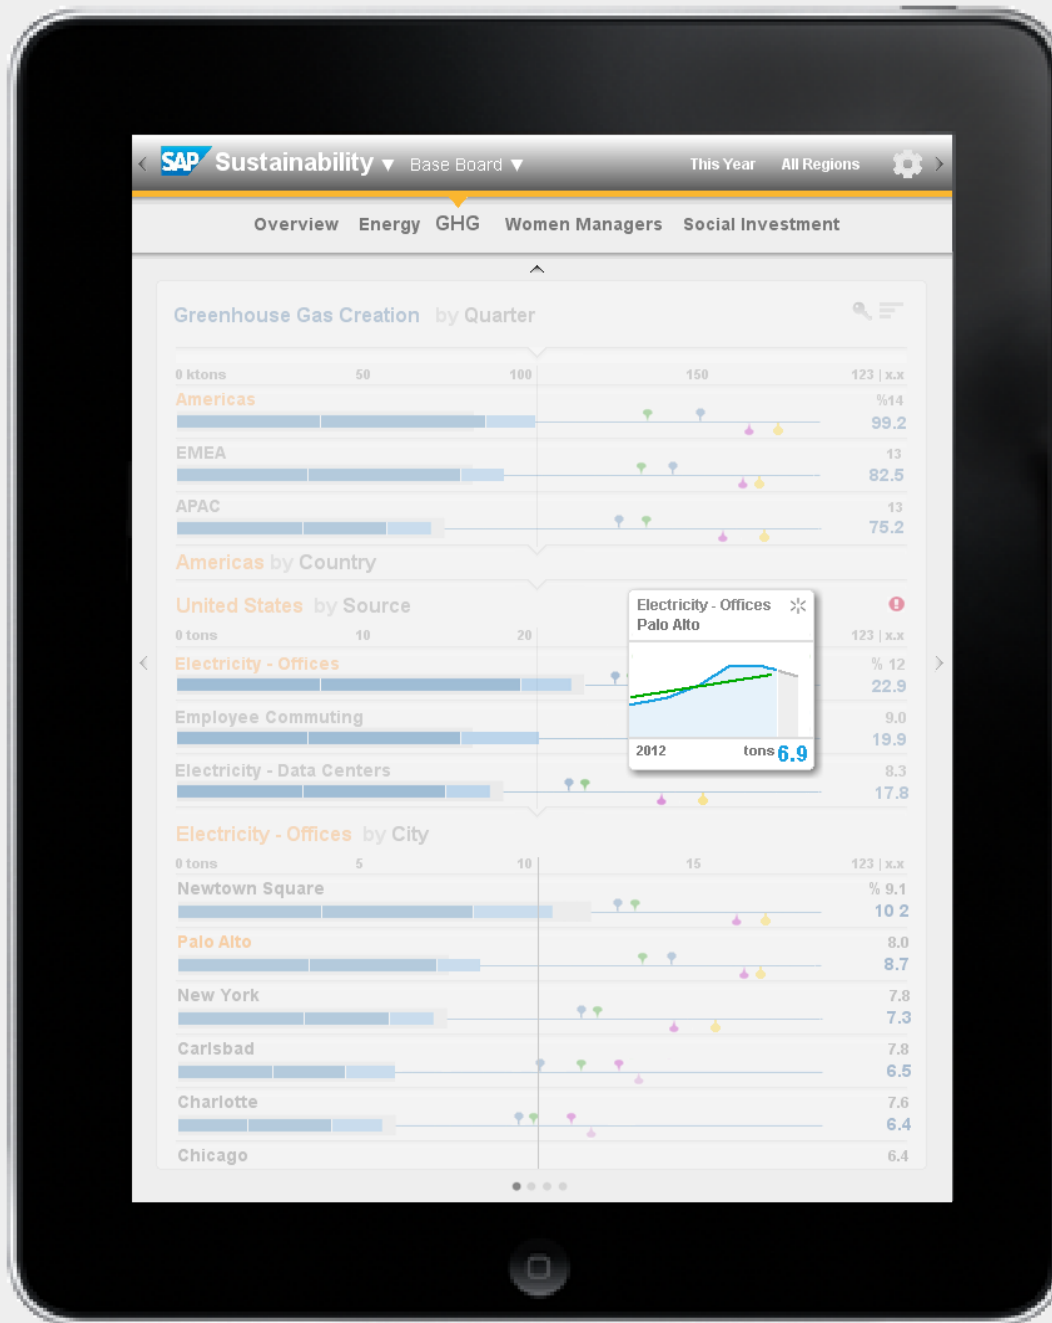 SAP Sustainability ▼ Base Board ▼ This Year All Regions
Overview Energy GHG Women Managers Social Investment
Greenhouse Gas Creation by Quarter
0 ktons 50 100 150 123 | x.x
Americas %14
99.2
EMEA 13
82.5
APAC 13
75.2
Americas by Country
United States by Source
0 tons 10 20 123 | x.x
Electricity - Offices % 12
22.9
Employee Commuting 9.0
19.9
Electricity - Data Centers 8.3
17.8
Electricity - Offices
Palo Alto
2012 tons 6.9
Electricity - Offices by City
0 tons 5 10 15 123 | x.x
Newtown Square % 9.1
10 2
Palo Alto 8.0
8.7
New York 7.8
7.3
Carlsbad 7.8
6.5
Charlotte 7.6
6.4
Chicago 6.4